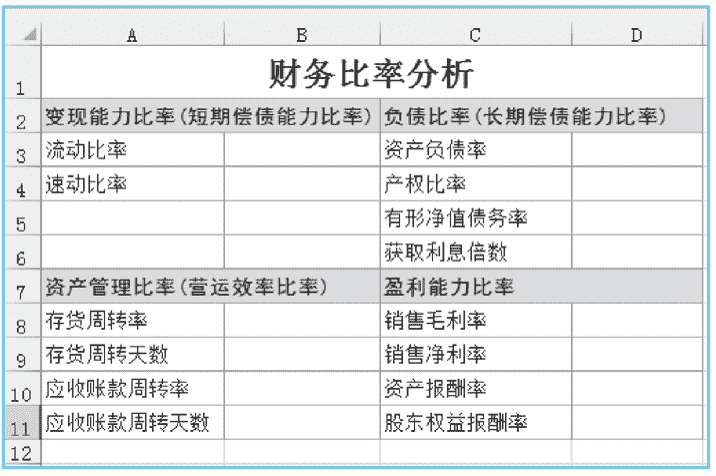 A B C D
1 财务比率分析
2 变现能力比率(短期偿债能力比率) 负债比率(长期偿债能力比率)
3 流动比率 资产负债率
4 速动比率 产权比率
5 有形净值债务率
6 获取利息倍数
7 资产管理比率(营运效率比率) 盈利能力比率
8 存货周转率 销售毛利率
9 存货周转天数 销售净利率
10 应收账款周转率 资产报酬率
11 应收账款周转天数 股东权益报酬率
12